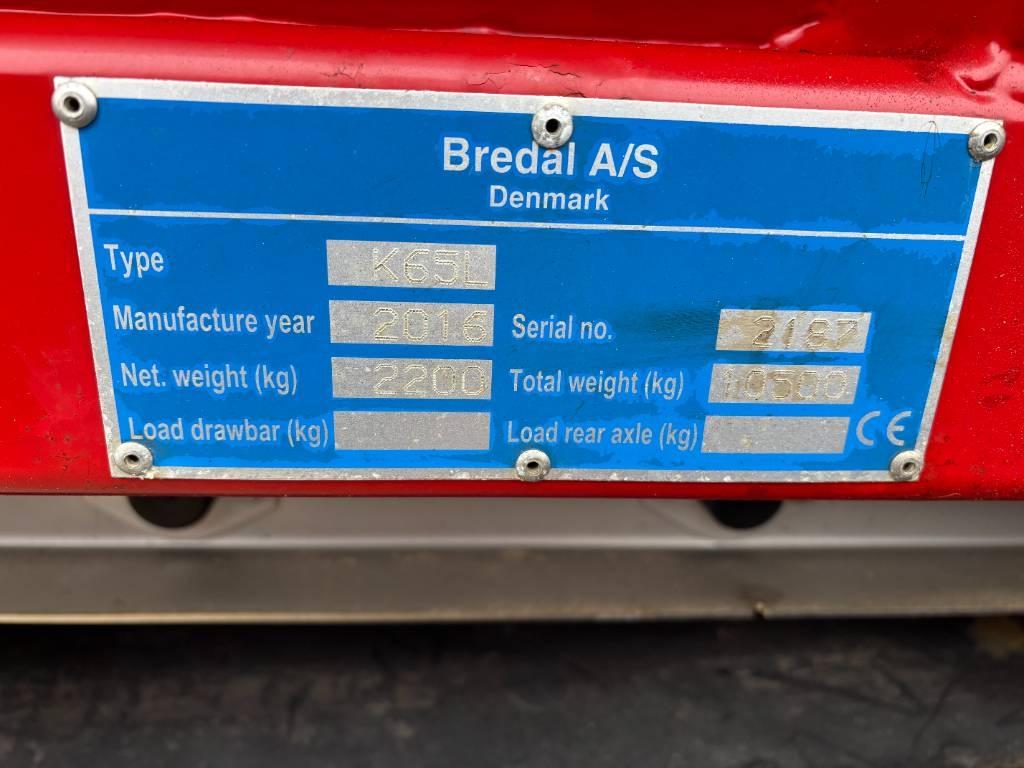 Bredal A/S
Denmark
Type K65L
Manufacture year 2016 Serial no. 2187
Net. weight (kg) 2200 Total weight (kg) 10500
Load drawbar (kg) Load rear axle (kg) CE